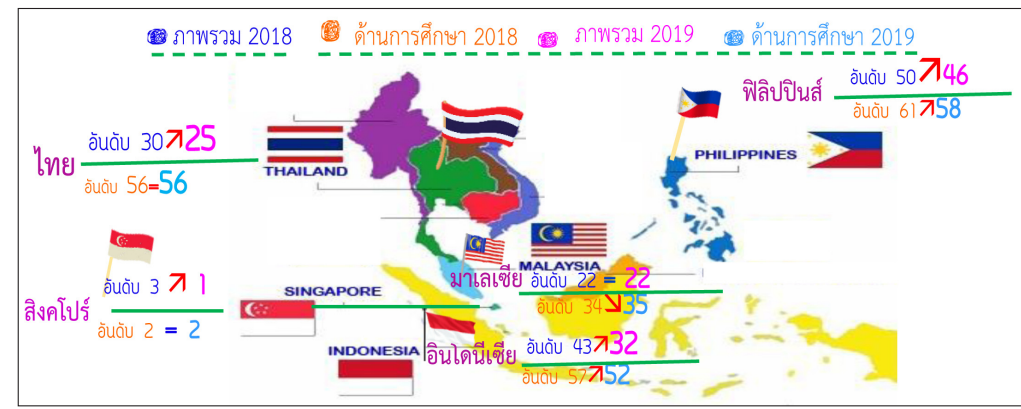 ภาพรวม 2018 ด้านการศึกษา 2018 ภาพรวม 2019 ด้านการศึกษา 2019
ฟิลิปปินส์
อันดับ 50 ↗ 46
อันดับ 61 ↗ 58
ไทย
อันดับ 30 ↗ 25
อันดับ 56 = 56
THAILAND
PHILIPPINES
สิงคโปร์
อันดับ 3 ↗ 1
อันดับ 2 = 2
SINGAPORE
MALAYSIA
มาเลเซีย
อันดับ 22 = 22
อันดับ 34 ↘ 35
INDONESIA
อินโดนีเซีย
อันดับ 43 ↗ 32
อันดับ 57 ↗ 52